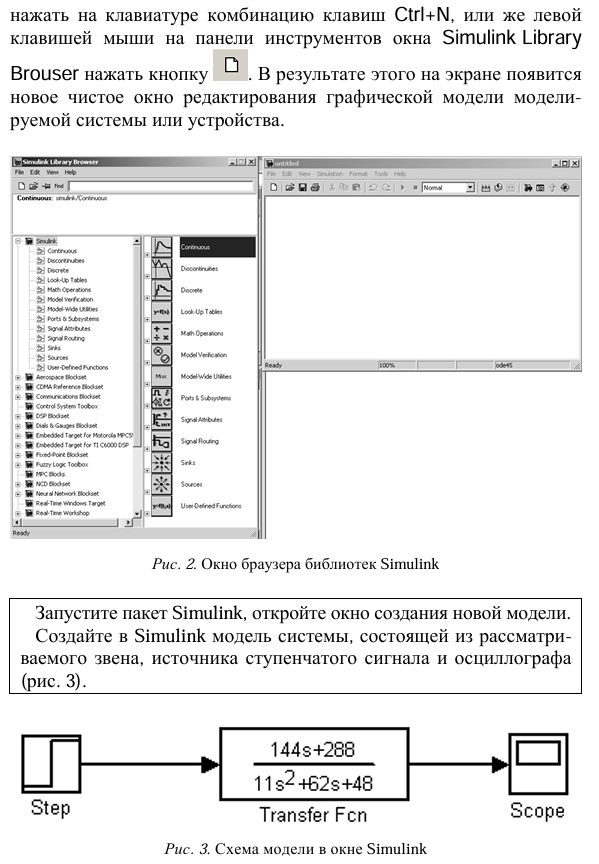 нажать на клавиатуре комбинацию клавиш Ctrl+N, или же левой
клавишей мыши на панели инструментов окна Simulink Library
Brouser нажать кнопку . В результате этого на экране появится
новое чистое окно редактирования графической модели модели-
руемой системы или устройства.
Simulink Library Browser
File Edit View Help
Find
Continuous: simulink/Continuous
Simulink
Continuous
Discontinuities
Discrete
Look-Up Tables
Math Operations
Model Verification
Model-Wide Utilities
Ports & Subsystems
Signal Attributes
Signal Routing
Sinks
Sources
User-Defined Functions
Aerospace Blockset
CDMA Reference Blockset
Communications Blockset
Control System Toolbox
DSP Blockset
Dials & Gauges Blockset
Embedded Target for Motorola MPC5
Embedded Target for TI C6000 DSP
Fixed-Point Blockset
Fuzzy Logic Toolbox
MPC Blocks
NCD Blockset
Neural Network Blockset
Real-Time Windows Target
Real-Time Workshop
Ready
Continuous
Discontinuities
Discrete
y=f(u) Look-Up Tables
Math Operations
Model Verification
Misc Model-Wide Utilities
Ports & Subsystems
Signal Attributes
Signal Routing
Sinks
Sources
User-Defined Functions
untitled
File Edit View Simulation Format Tools Help
Normal
Ready 100% ode45
Рис. 2. Окно браузера библиотек Simulink
Запустите пакет Simulink, откройте окно создания новой модели.
Создайте в Simulink модель системы, состоящей из рассматри-
ваемого звена, источника ступенчатого сигнала и осциллографа
(рис. 3).
144s+288
11s²+62s+48
Step
Transfer Fcn
Scope
Рис. 3. Схема модели в окне Simulink